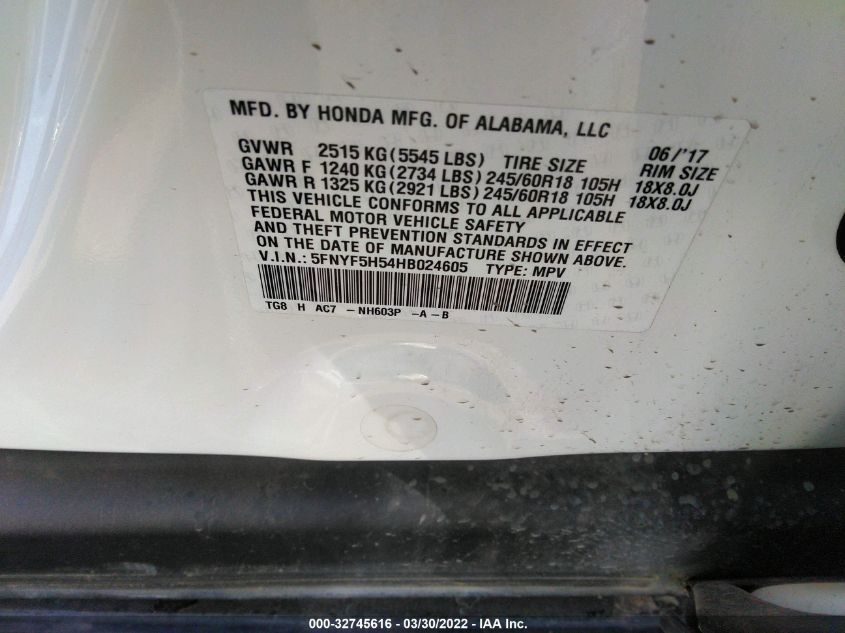 MFD. BY HONDA MFG. OF ALABAMA, LLC
GVWR 2515 KG (5545 LBS) TIRE SIZE 06/'17 RIM SIZE
GAWR F 1240 KG (2734 LBS) 245/60R18 105H 18X8.0J
GAWR R 1325 KG (2921 LBS) 245/60R18 105H 18X8.0J
THIS VEHICLE CONFORMS TO ALL APPLICABLE
FEDERAL MOTOR VEHICLE SAFETY
AND THEFT PREVENTION STANDARDS IN EFFECT
ON THE DATE OF MANUFACTURE SHOWN ABOVE.
V.I.N.: 5FNYF5H54HB024605 TYPE: MPV
TG8 H AC7 -NH603P -A-B
000-32745616 - 03/30/2022 - IAA Inc.